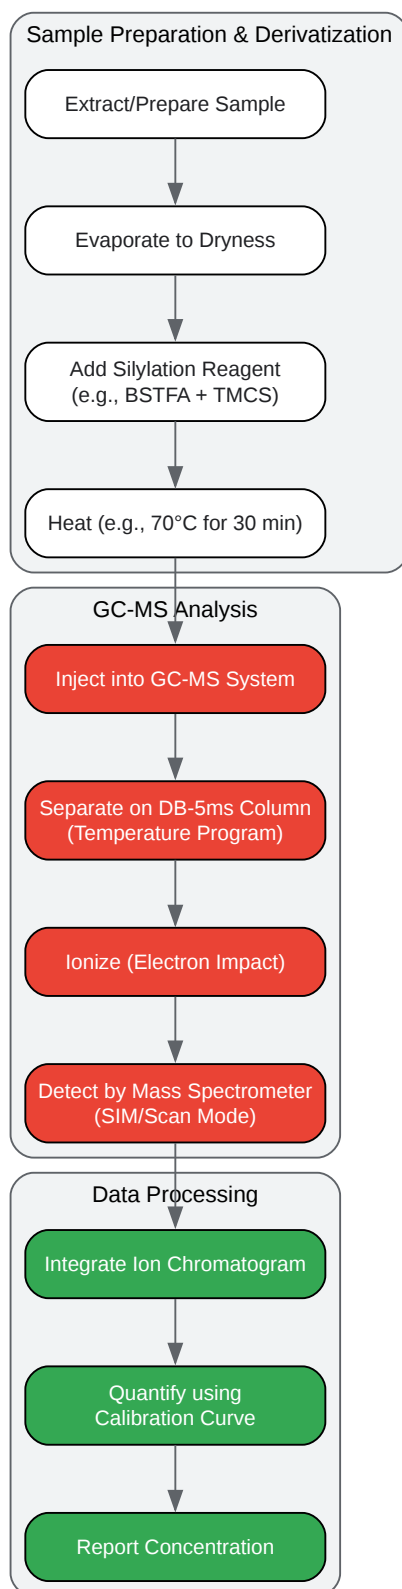 Sample Preparation & Derivatization
Extract/Prepare Sample
Evaporate to Dryness
Add Silylation Reagent
(e.g., BSTFA + TMCS)
Heat (e.g., 70°C for 30 min)
GC-MS Analysis
Inject into GC-MS System
Separate on DB-5ms Column
(Temperature Program)
Ionize (Electron Impact)
Detect by Mass Spectrometer
(SIM/Scan Mode)
Data Processing
Integrate Ion Chromatogram
Quantify using
Calibration Curve
Report Concentration